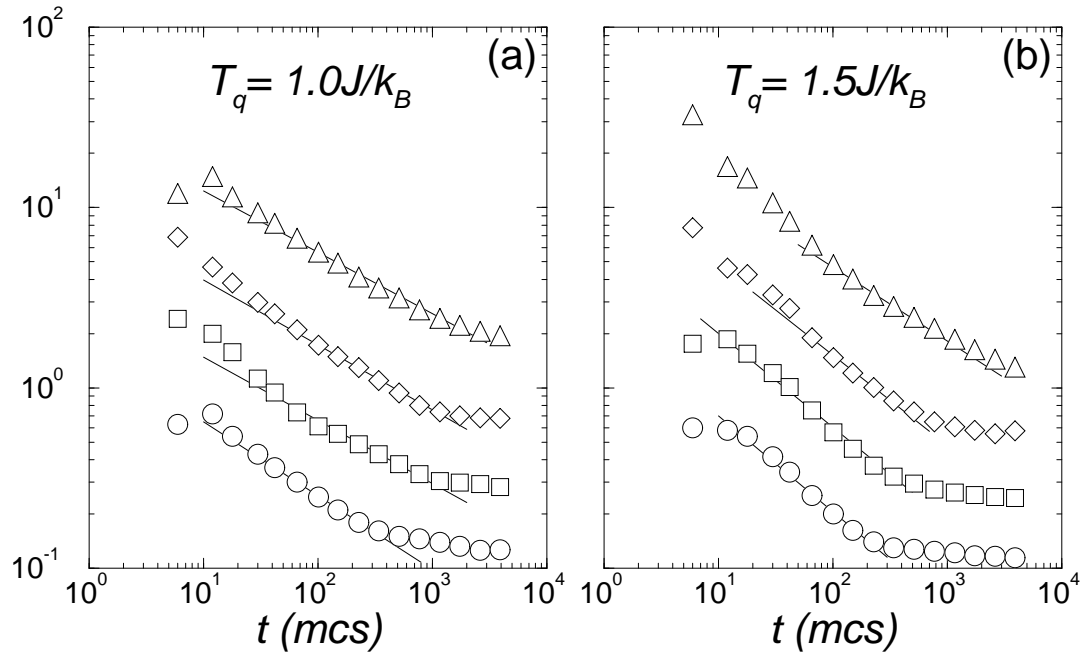 (a)
T_q = 1.0J/k_B
10^2
10^1
10^0
10^-1
10^0 10^1 10^2 10^3 10^4
t (mcs)
(b)
T_q = 1.5J/k_B
10^0 10^1 10^2 10^3 10^4
t (mcs)